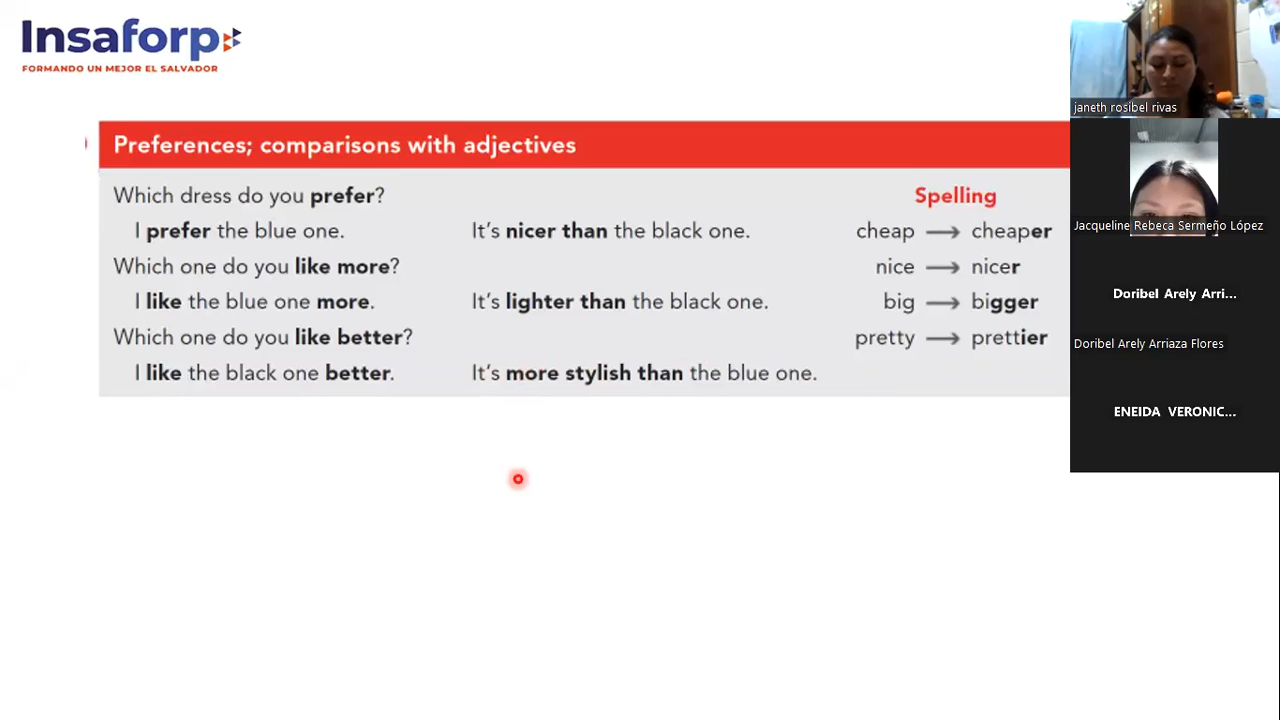 Insaforp
FORMANDO UN MEJOR EL SALVADOR
Preferences; comparisons with adjectives
Which dress do you prefer?
I prefer the blue one.
Which one do you like more?
I like the blue one more.
Which one do you like better?
I like the black one better.
It's nicer than the black one.
It's lighter than the black one.
It's more stylish than the blue one.
Spelling
cheap → cheaper
nice → nicer
big → bigger
pretty → prettier
janeth rosibel rivas
Jacqueline Rebeca Sermeño López
Doribel Arely Arri...
Doribel Arely Arriaza Flores
ENEIDA VERONIC...